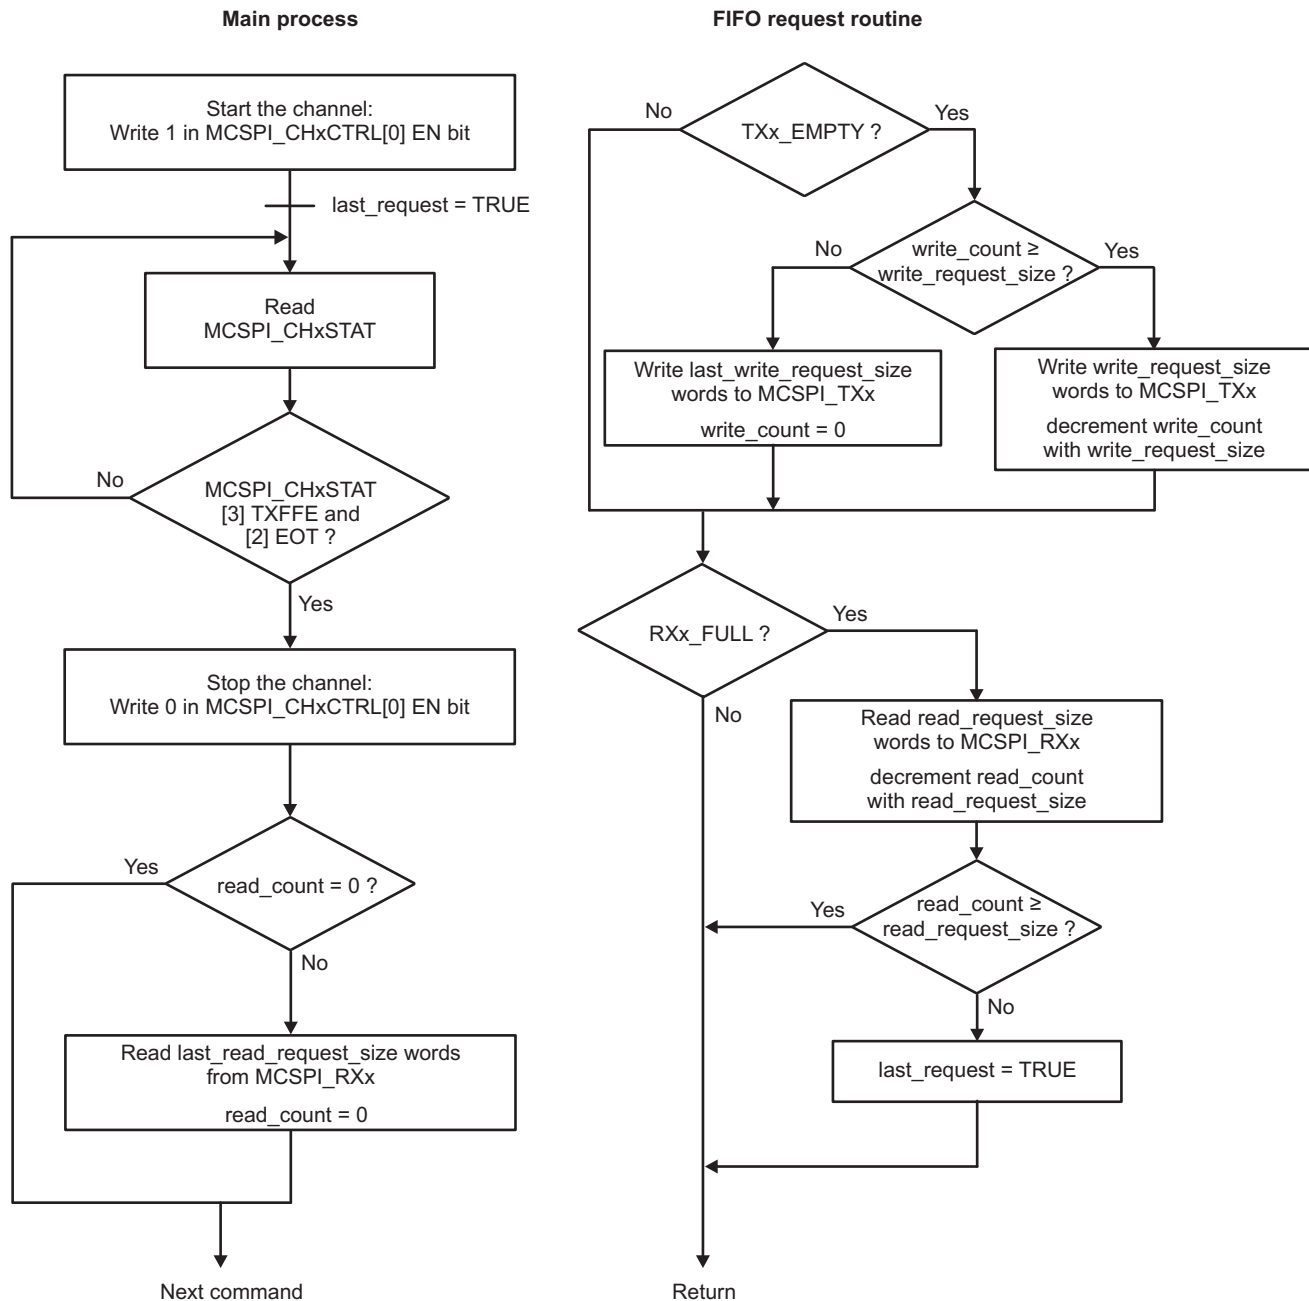 Main process
Start the channel:
Write 1 in MCSPI_CHxCTRL[0] EN bit
last_request = TRUE
Read
MCSPI_CHxSTAT
No
MCSPI_CHxSTAT
[3] TXFFE and
[2] EOT ?
Yes
Stop the channel:
Write 0 in MCSPI_CHxCTRL[0] EN bit
Yes
read_count = 0 ?
No
Read last_read_request_size words
from MCSPI_RXx
read_count = 0
Next command
FIFO request routine
No
TXx_EMPTY ?
Yes
No
write_count ≥
write_request_size ?
Yes
Write last_write_request_size
words to MCSPI_TXx
write_count = 0
Write write_request_size
words to MCSPI_TXx
decrement write_count
with write_request_size
RXx_FULL ?
Yes
No
Read read_request_size
words to MCSPI_RXx
decrement read_count
with read_request_size
Yes
read_count ≥
read_request_size ?
No
last_request = TRUE
Return